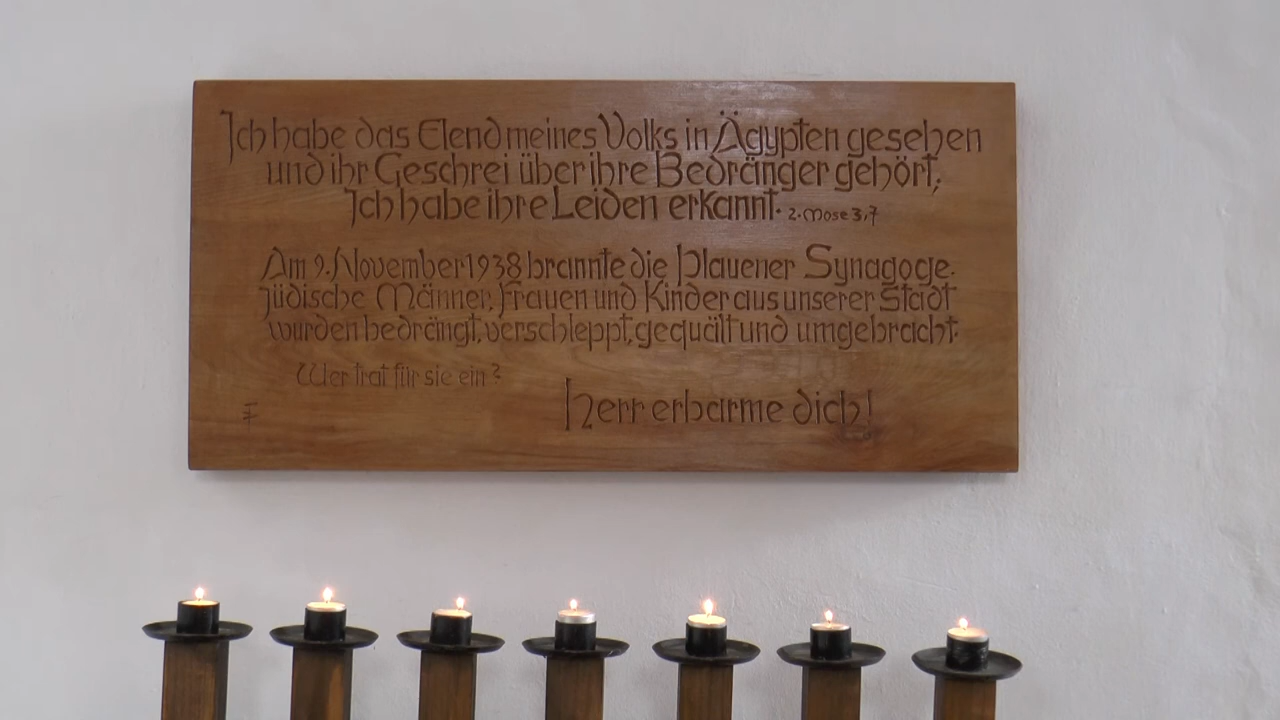 Ich habe das Elend meines Volks in Ägypten gesehen
und ihr Geschrei über ihre Bedränger gehört,
Ich habe ihre Leiden erkannt. 2. Mose 3,7
Am 9. November 1938 brannte die Plauener Synagoge.
Jüdische Männer, Frauen und Kinder aus unserer Stadt
wurden bedrängt, verschleppt, gequält und umgebracht.
Wer trat für sie ein?
Herr erbarme dich!